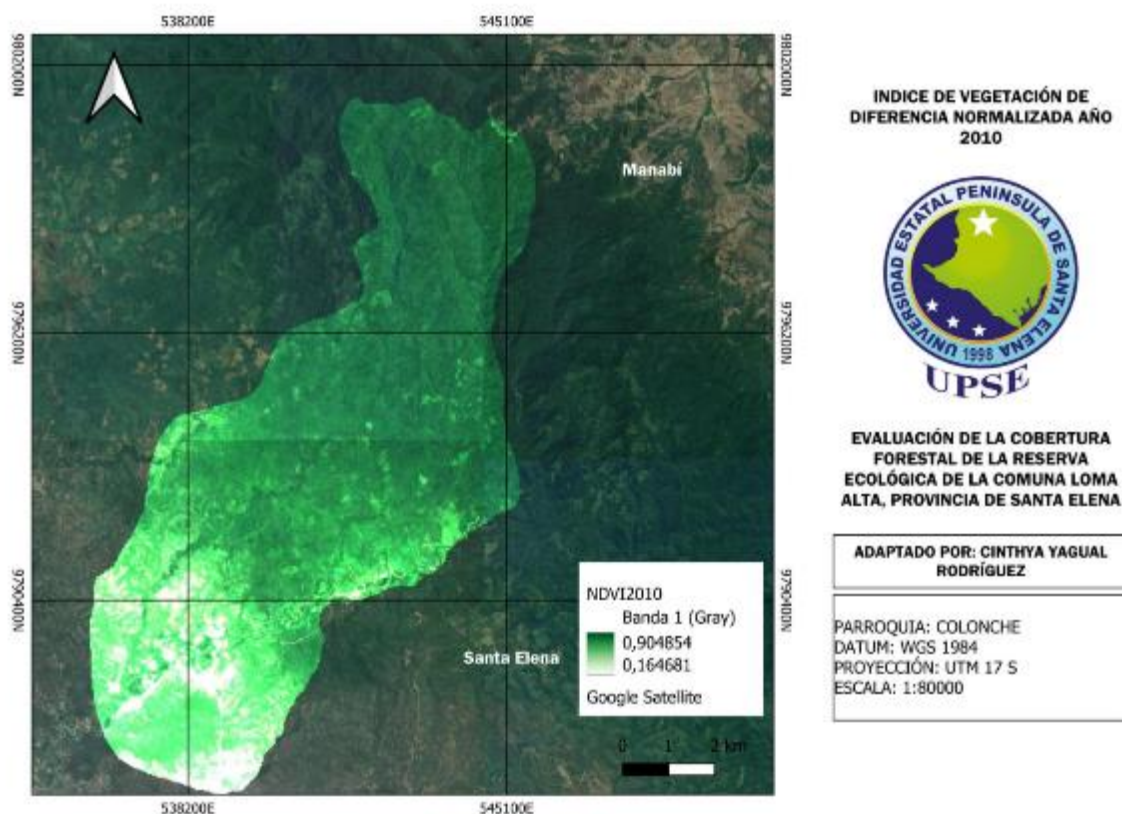 538200E
545100E
9802000N
9802000N
Manabí
9796200N
9796200N
9790400N
9790400N
Santa Elena
NDVI2010
Banda 1 (Gray)
0,904854
0,164681
Google Satellite
0 1 2 km
538200E
545100E
INDICE DE VEGETACIÓN DE
DIFERENCIA NORMALIZADA AÑO
2010
UNIVERSIDAD ESTATAL PENINSULA DE SANTA ELENA
1998
UPSE
EVALUACIÓN DE LA COBERTURA
FORESTAL DE LA RESERVA
ECOLÓGICA DE LA COMUNA LOMA
ALTA, PROVINCIA DE SANTA ELENA
ADAPTADO POR: CINTHYA YAGUAL
RODRÍGUEZ
PARROQUIA: COLONCHE
DATUM: WGS 1984
PROYECCIÓN: UTM 17 S
ESCALA: 1:80000